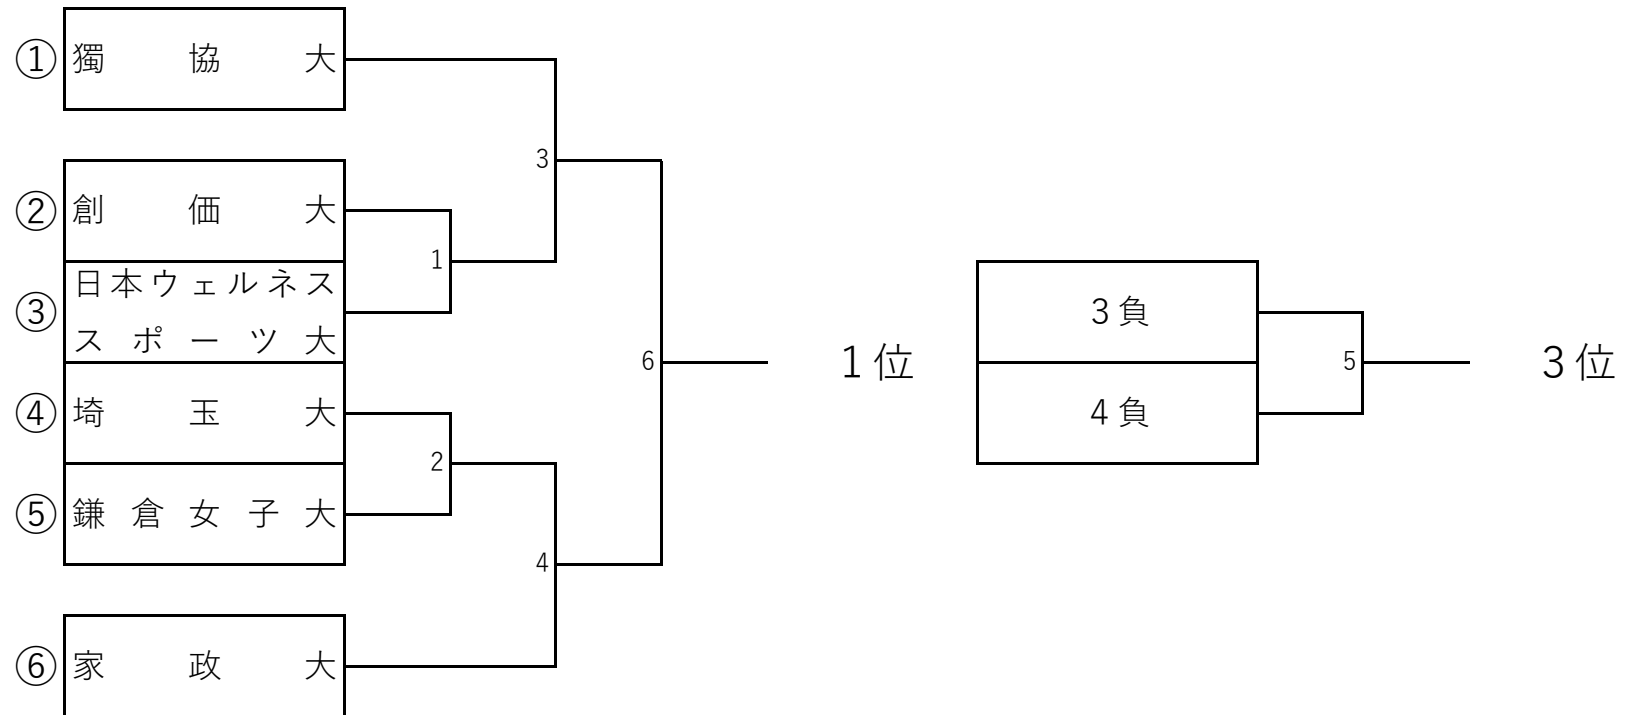 ① 獨協大
3
② 創価大
1
③ 日本ウェルネス
スポーツ大
④ 埼玉大
2
⑤ 鎌倉女子大
4
⑥ 家政大
6
1位
3負
4負
5
3位